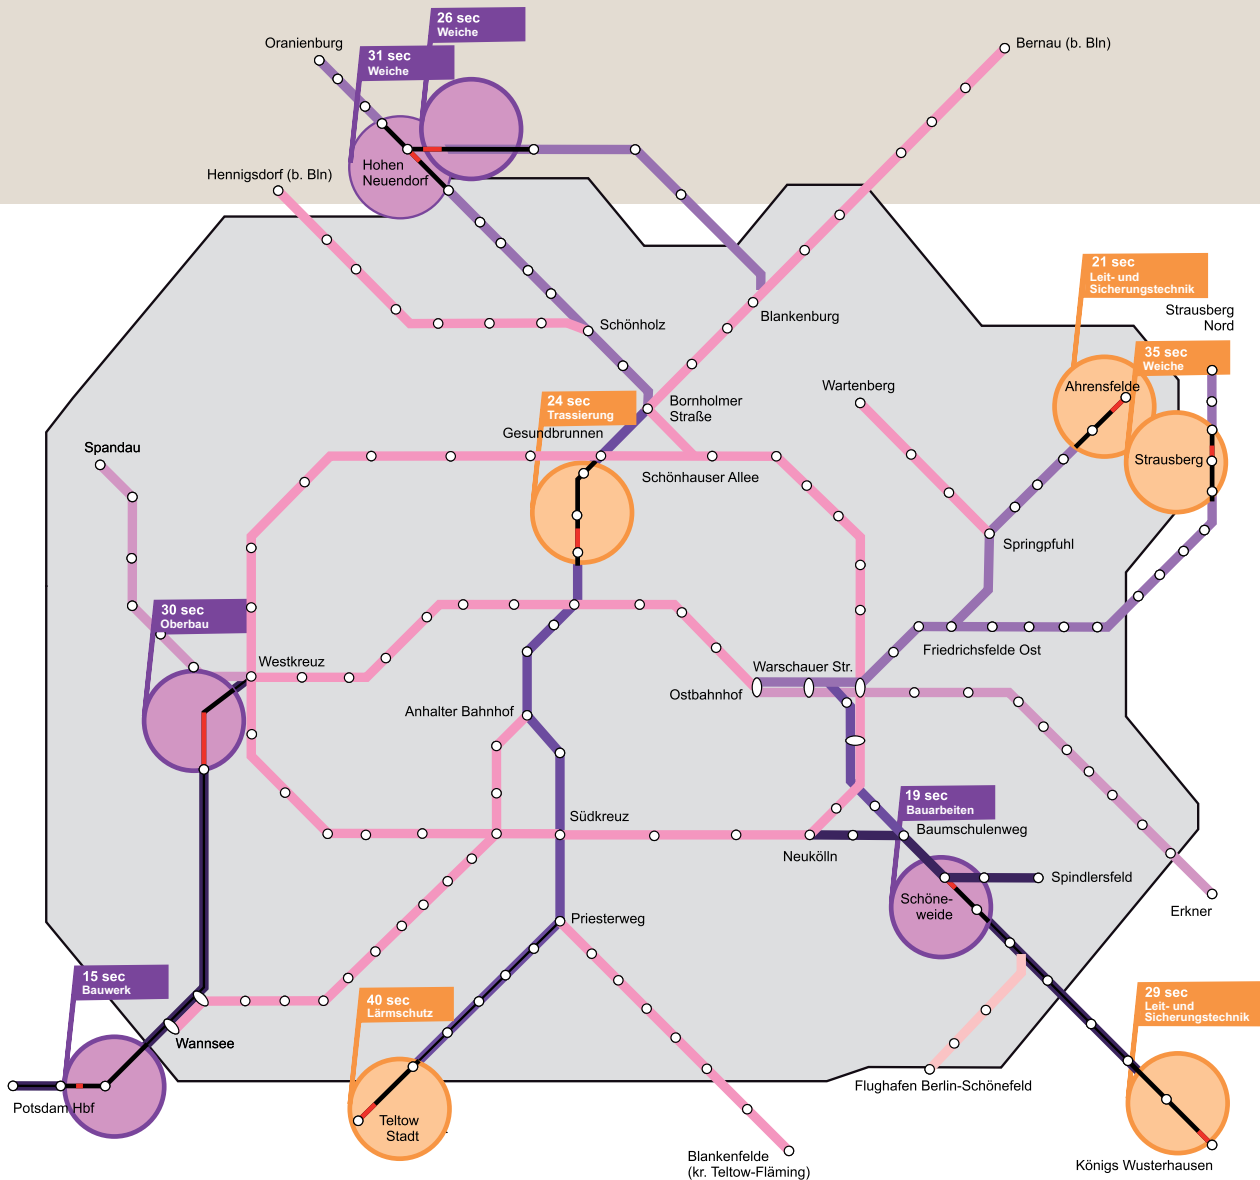 26 sec
Weiche
Oranienburg
31 sec
Weiche
Bernau (b. Bln)
Hohen
Neuendorf
Hennigsdorf (b. Bln)
21 sec
Leit- und
Sicherungstechnik
Strausberg
Nord
Schönholz
Blankenburg
35 sec
Weiche
Wartenberg
Ahrensfelde
24 sec
Trassierung
Bornholmer
Straße
Gesundbrunnen
Spandau
Schönhauser Allee
Strausberg
Springpfuhl
30 sec
Oberbau
Westkreuz
Warschauer Str.
Friedrichsfelde Ost
Ostbahnhof
Anhalter Bahnhof
19 sec
Bauarbeiten
Südkreuz
Baumschulenweg
Neukölln
Spindlersfeld
Schöne-
weide
Erkner
Priesterweg
15 sec
Bauwerk
40 sec
Lärmschutz
29 sec
Leit- und
Sicherungstechnik
Wannsee
Flughafen Berlin-Schönefeld
Potsdam Hbf
Teltow
Stadt
Blankenfelde
(kr. Teltow-Fläming)
Königs Wusterhausen